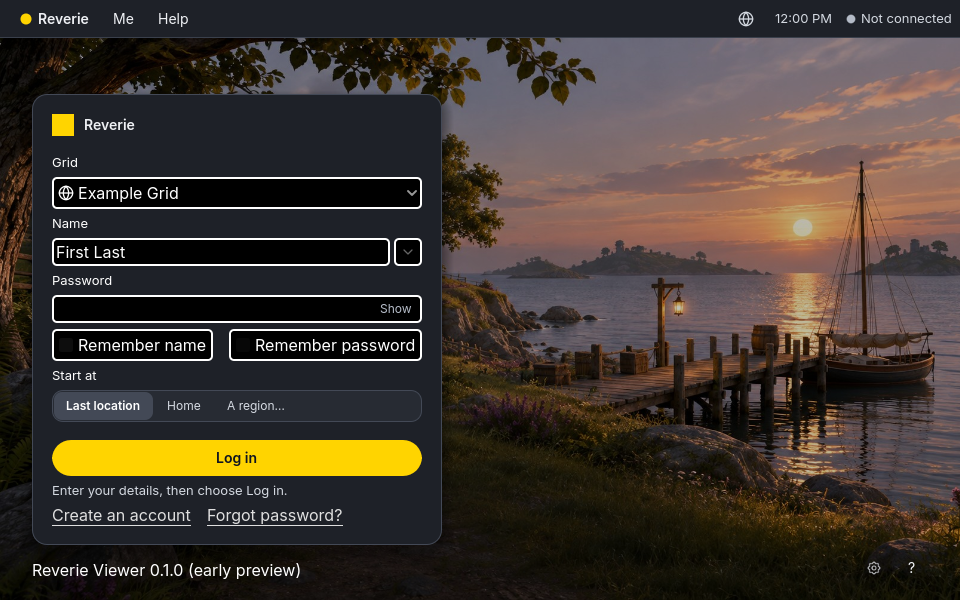 Reverie Me Help 12:00 PM Not connected
Reverie
Grid
Example Grid
Name
First Last
Password
Show
Remember name Remember password
Start at
Last location Home A region...
Log in
Enter your details, then choose Log in.
Create an account Forgot password?
Reverie Viewer 0.1.0 (early preview) ?